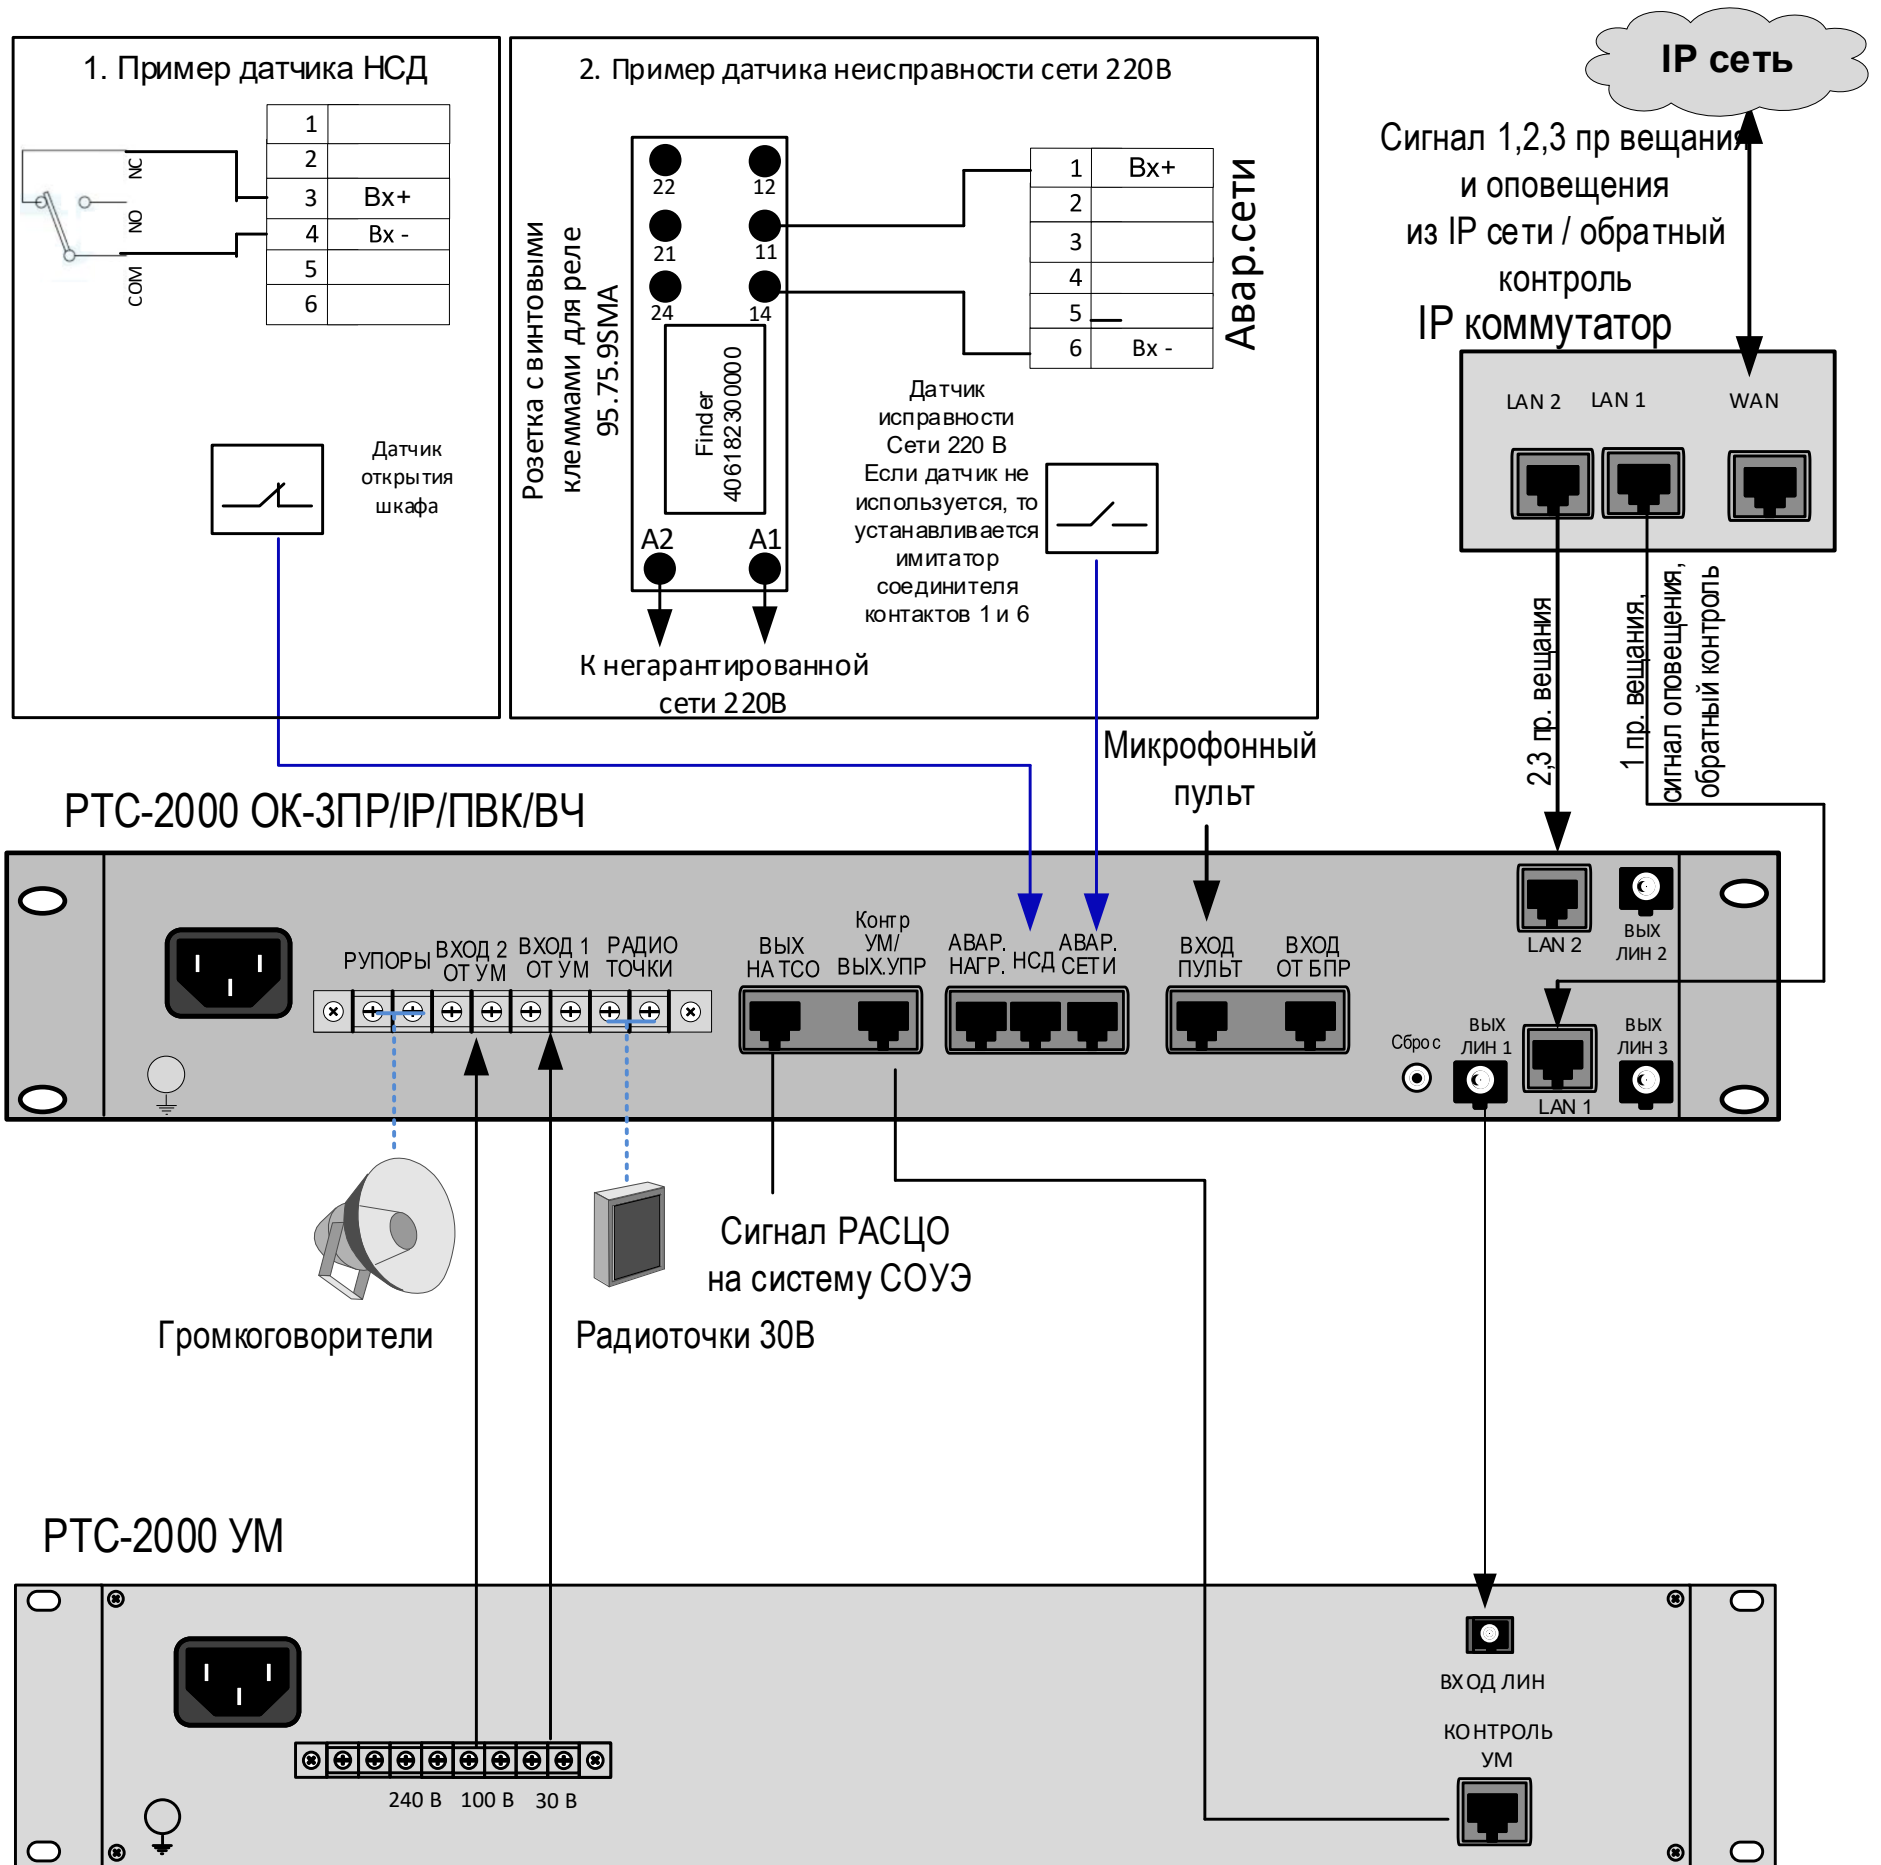 1. Пример датчика НСД
1
2
3 Вх+
4 Вх -
5
6
NC
NO
COM
Датчик
открытия
шкафа
2. Пример датчика неисправности сети 220В
Розетка с винтовыми
клеммами для реле
95.75.9SMA
22
12
21
11
24
14
Finder
406182300000
A2
A1
К негарантированной
сети 220В
1 Вх+
2
3
4
5
6 Вх -
Авар.сети
Датчик
исправности
Сети 220 В
Если датчик не
используется, то
устанавливается
имитатор
соединителя
контактов 1 и 6
IP сеть
Сигнал 1,2,3 пр вещания
и оповещения
из IP сети / обратный
контроль
IP коммутатор
LAN 2
LAN 1
WAN
2,3 пр. вещания
1 пр. вещания,
сигнал оповещения,
обратный контроль
Микрофонный
пульт
РТС-2000 ОК-3ПР/IP/ПВК/ВЧ
РУПОРЫ
ВХОД 2
ОТ УМ
ВХОД 1
ОТ УМ
РАДИО
ТОЧКИ
ВЫХ
НА ТСО
Контр
УМ/
ВЫХ.УПР
АВАР.
НАГР.
НСД
АВАР.
СЕТИ
ВХОД
ПУЛЬТ
ВХОД
ОТ БПР
LAN 2
ВЫХ
ЛИН 2
Сброс
ВЫХ
ЛИН 1
LAN 1
ВЫХ
ЛИН 3
Громкоговорители
Радиоточки 30В
Сигнал РАСЦО
на систему СОУЭ
РТС-2000 УМ
240 В
100 В
30 В
ВХОД ЛИН
КОНТРОЛЬ
УМ